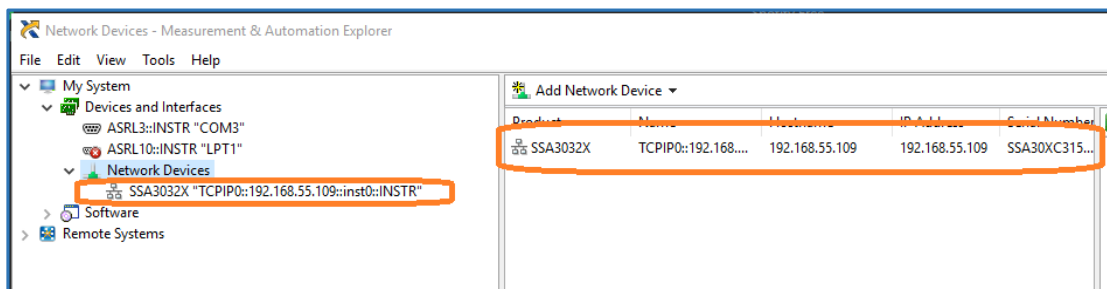 Network Devices - Measurement & Automation Explorer
File Edit View Tools Help
My System
Devices and Interfaces
ASRL3::INSTR "COM3"
ASRL10::INSTR "LPT1"
Network Devices
SSA3032X "TCPIP0::192.168.55.109::inst0::INSTR"
Software
Remote Systems
Add Network Device
Product Name Hostname IP Address Serial Number
SSA3032X TCPIP0::192.168.... 192.168.55.109 192.168.55.109 SSA30XC315...